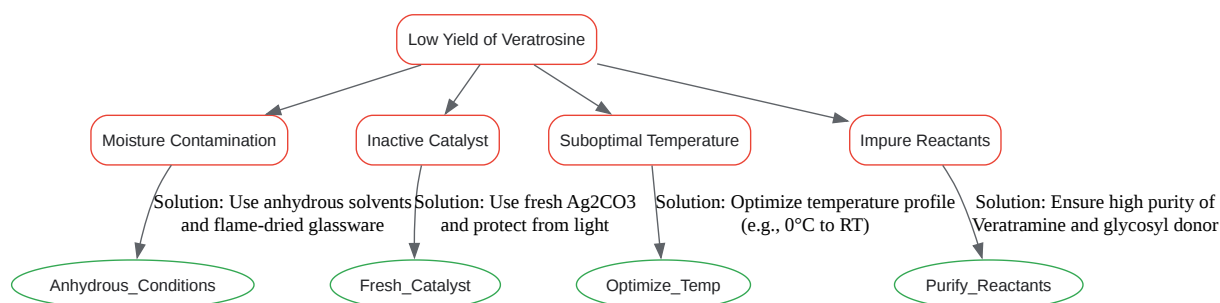 Low Yield of Veratrosine
Moisture Contamination
Inactive Catalyst
Suboptimal Temperature
Impure Reactants
Solution: Use anhydrous solvents
and flame-dried glassware
Solution: Use fresh Ag2CO3
and protect from light
Solution: Optimize temperature profile
(e.g., 0°C to RT)
Solution: Ensure high purity of
Veratramine and glycosyl donor
Anhydrous_Conditions
Fresh_Catalyst
Optimize_Temp
Purify_Reactants